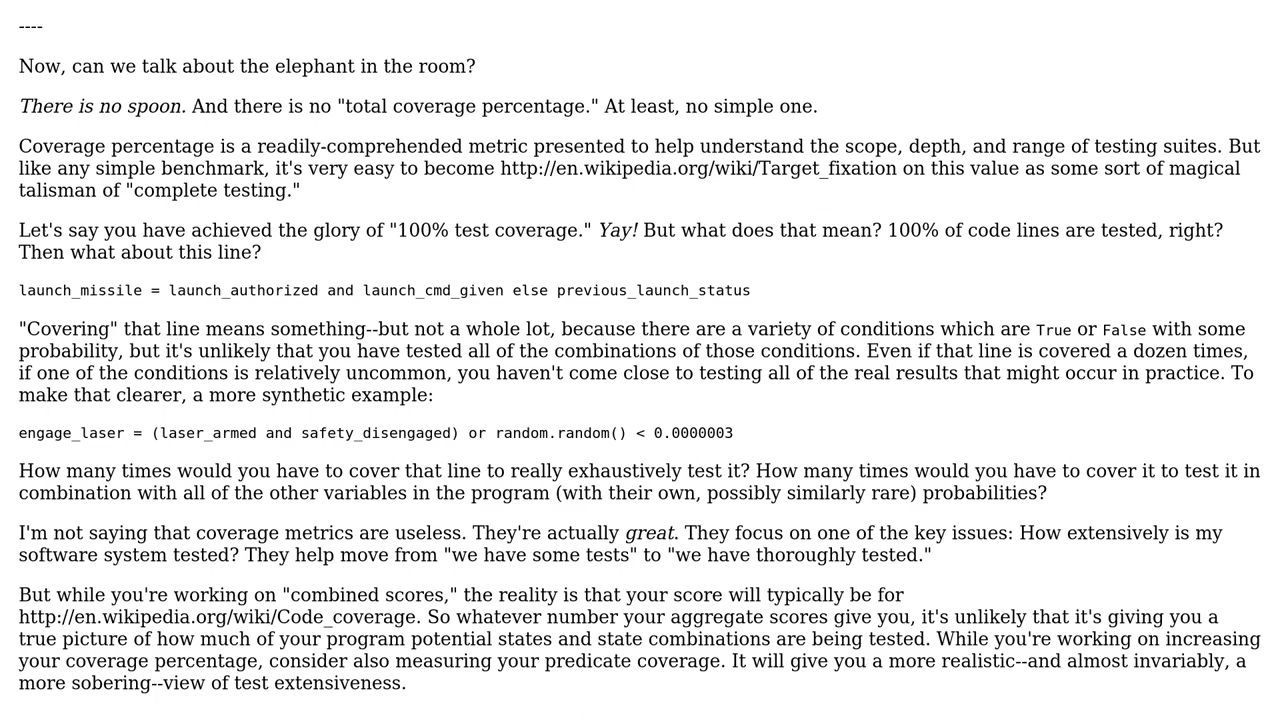 ----
Now, can we talk about the elephant in the room?
There is no spoon. And there is no "total coverage percentage." At least, no simple one.
Coverage percentage is a readily-comprehended metric presented to help understand the scope, depth, and range of testing suites. But
like any simple benchmark, it's very easy to become http://en.wikipedia.org/wiki/Target_fixation on this value as some sort of magical
talisman of "complete testing."
Let's say you have achieved the glory of "100% test coverage." Yay! But what does that mean? 100% of code lines are tested, right?
Then what about this line?
launch_missile = launch_authorized and launch_cmd_given else previous_launch_status
"Covering" that line means something--but not a whole lot, because there are a variety of conditions which are True or False with some
probability, but it's unlikely that you have tested all of the combinations of those conditions. Even if that line is covered a dozen times,
if one of the conditions is relatively uncommon, you haven't come close to testing all of the real results that might occur in practice. To
make that clearer, a more synthetic example:
engage_laser = (laser_armed and safety_disengaged) or random.random() < 0.0000003
How many times would you have to cover that line to really exhaustively test it? How many times would you have to cover it to test it in
combination with all of the other variables in the program (with their own, possibly similarly rare) probabilities?
I'm not saying that coverage metrics are useless. They're actually great. They focus on one of the key issues: How extensively is my
software system tested? They help move from "we have some tests" to "we have thoroughly tested."
But while you're working on "combined scores," the reality is that your score will typically be for
http://en.wikipedia.org/wiki/Code_coverage. So whatever number your aggregate scores give you, it's unlikely that it's giving you a
true picture of how much of your program potential states and state combinations are being tested. While you're working on increasing
your coverage percentage, consider also measuring your predicate coverage. It will give you a more realistic--and almost invariably, a
more sobering--view of test extensiveness.